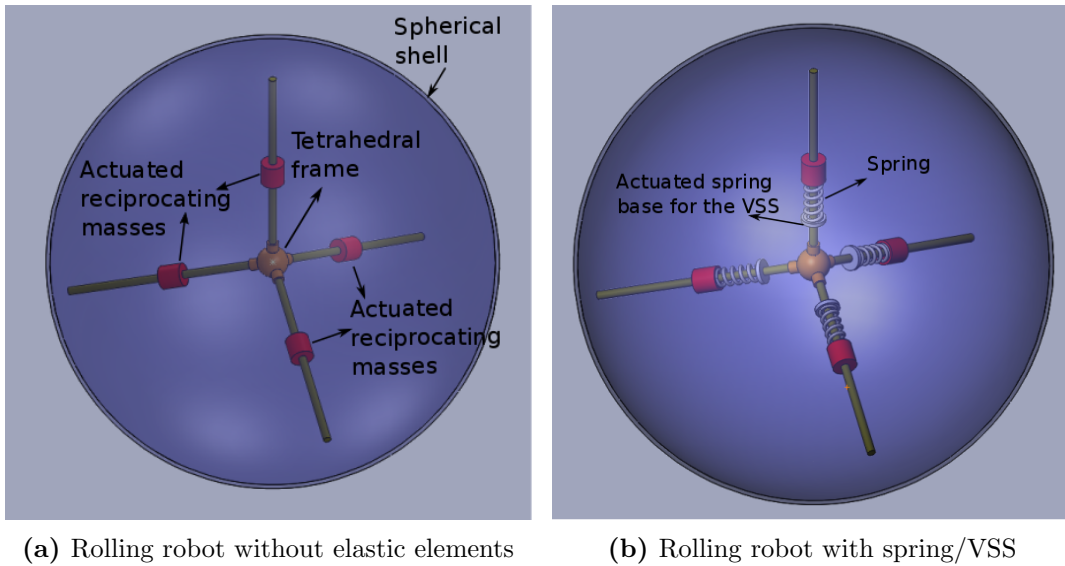 Spherical
shell
Tetrahedral
frame
Actuated
reciprocating
masses
Actuated
reciprocating
masses
Spring
Actuated spring
base for the VSS
(a) Rolling robot without elastic elements
(b) Rolling robot with spring/VSS